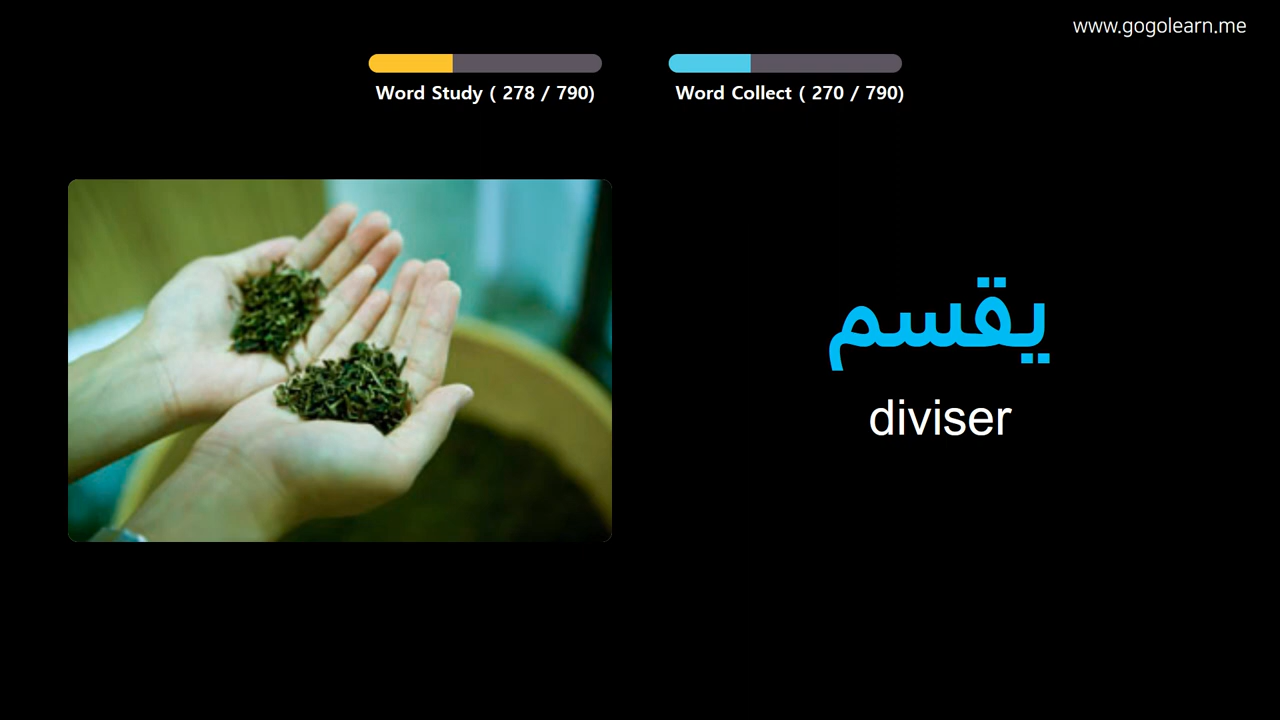 www.gogolearn.me
Word Study ( 278 / 790)
Word Collect ( 270 / 790)
يقسم
diviser